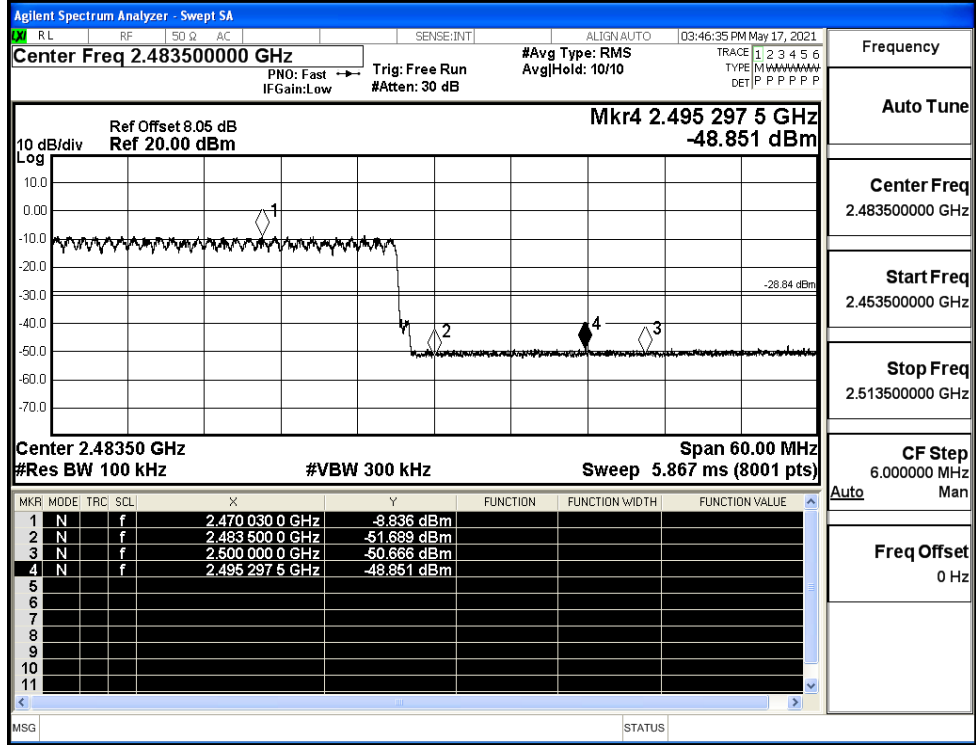 Agilent Spectrum Analyzer - Swept SA
LXI RL RF 50 Ω AC SENSE:INT ALIGN AUTO 03:46:35 PM May 17, 2021
Center Freq 2.483500000 GHz
PNO: Fast
IFGain:Low
Trig: Free Run
#Atten: 30 dB
#Avg Type: RMS
Avg|Hold: 10/10
TRACE 1 2 3 4 5 6
TYPE M W W W W W
DET P P P P P P
Mkr4 2.495 297 5 GHz
-48.851 dBm
Ref Offset 8.05 dB
10 dB/div Ref 20.00 dBm
Log
10.0
0.00
-10.0
-20.0
-30.0
-40.0
-50.0
-60.0
-70.0
1
2
4
3
-28.84 dBm
Center 2.48350 GHz Span 60.00 MHz
#Res BW 100 kHz #VBW 300 kHz Sweep 5.867 ms (8001 pts)
MKR MODE TRC SCL X Y FUNCTION FUNCTION WIDTH FUNCTION VALUE
1 N f 2.470 030 0 GHz -8.836 dBm
2 N f 2.483 500 0 GHz -51.689 dBm
3 N f 2.500 000 0 GHz -50.666 dBm
4 N f 2.495 297 5 GHz -48.851 dBm
5
6
7
8
9
10
11
MSG STATUS
Frequency
Auto Tune
Center Freq
2.483500000 GHz
Start Freq
2.453500000 GHz
Stop Freq
2.513500000 GHz
CF Step
6.000000 MHz
Auto Man
Freq Offset
0 Hz